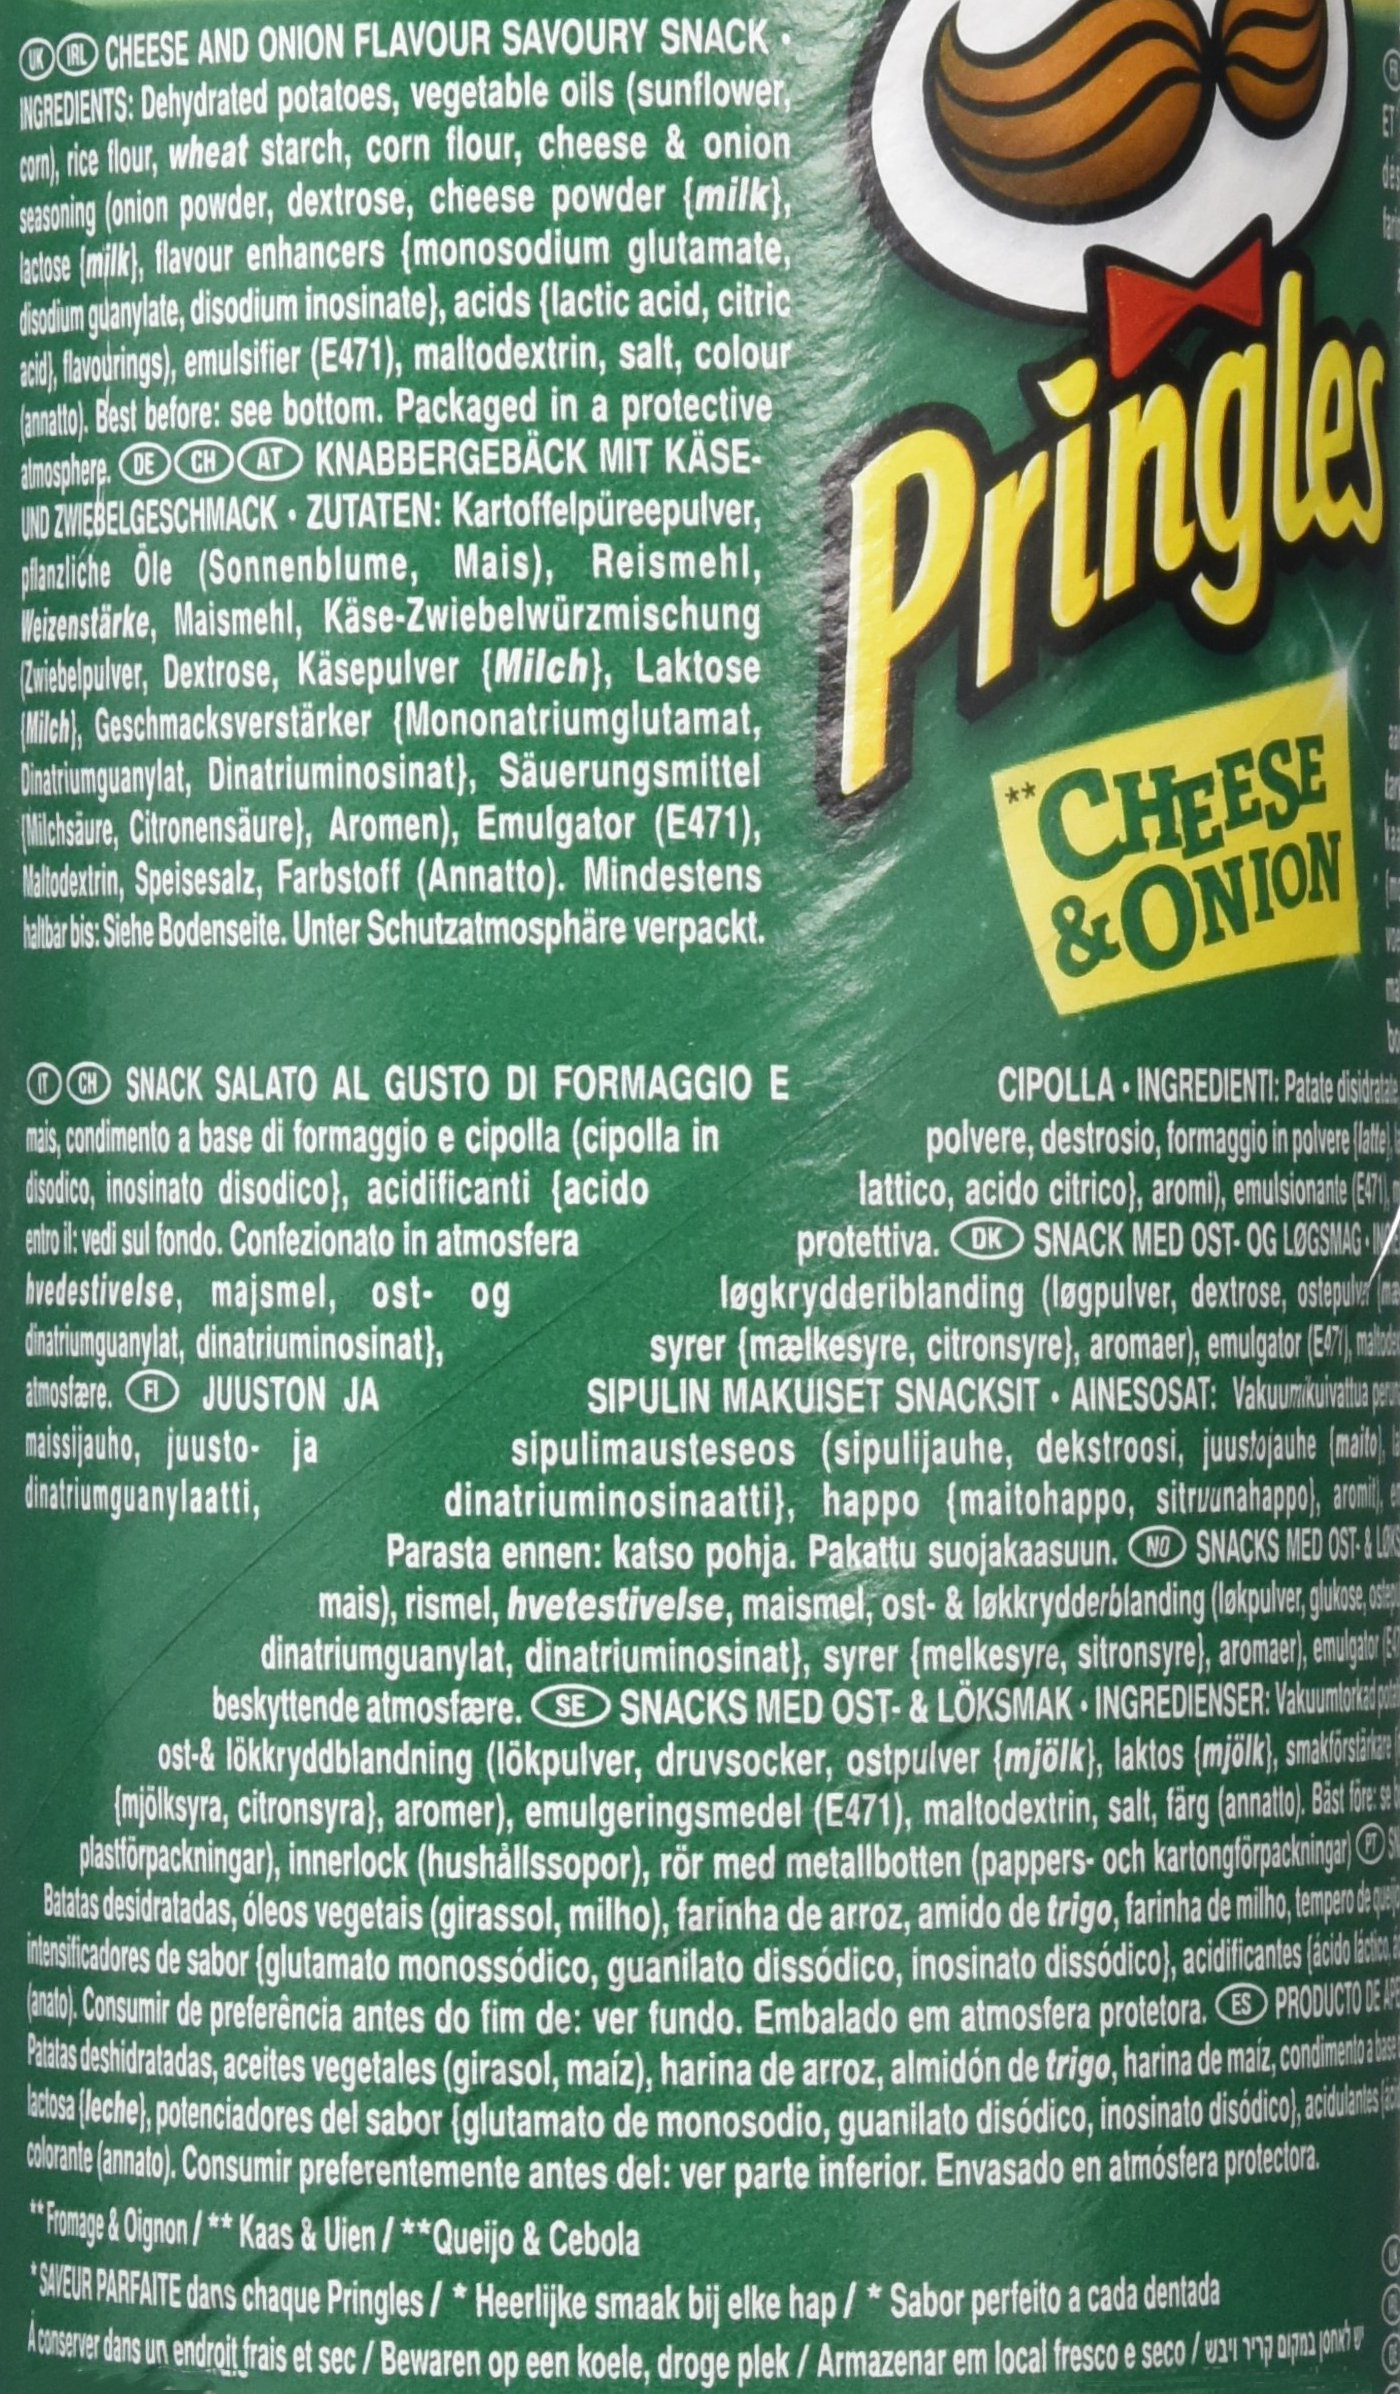 UK IRL CHEESE AND ONION FLAVOUR SAVOURY SNACK •
INGREDIENTS: Dehydrated potatoes, vegetable oils (sunflower,
corn), rice flour, wheat starch, corn flour, cheese & onion
seasoning (onion powder, dextrose, cheese powder {milk},
lactose {milk}, flavour enhancers {monosodium glutamate,
disodium guanylate, disodium inosinate}, acids {lactic acid, citric
acid}, flavourings), emulsifier (E471), maltodextrin, salt, colour
(annatto). Best before: see bottom. Packaged in a protective
atmosphere. DE CH AT KNABBERGEBÄCK MIT KÄSE-
UND ZWIEBELGESCHMACK • ZUTATEN: Kartoffelpüreepulver,
pflanzliche Öle (Sonnenblume, Mais), Reismehl,
Weizenstärke, Maismehl, Käse-Zwiebelwürzmischung
(Zwiebelpulver, Dextrose, Käsepulver {Milch}, Laktose
{Milch}, Geschmacksverstärker {Mononatriumglutamat,
Dinatriumguanylat, Dinatriuminosinat}, Säuerungsmittel
{Milchsäure, Citronensäure}, Aromen), Emulgator (E471),
Maltodextrin, Speisesalz, Farbstoff (Annatto). Mindestens
haltbar bis: Siehe Bodenseite. Unter Schutzatmosphäre verpackt.
Pringles
**CHEESE
& ONION
IT CH SNACK SALATO AL GUSTO DI FORMAGGIO E CIPOLLA • INGREDIENTI: Patate
mais, condimento a base di formaggio e cipolla (cipolla in polvere, destrosio, formaggio in polvere {latte},
disodico, inosinato disodico}, acidificanti {acido lattico, acido citrico}, aromi), emulsionante (E471),
entro il: vedi sul fondo. Confezionato in atmosfera protettiva. DK SNACK MED OST- OG LØGSMAG •
hvedestivelse, majsmel, ost- og løgkrydderiblanding (løgpulver, dextrose, ostepulver
dinatriumguanylat, dinatriuminosinat}, syrer {mælkesyre, citronsyre}, aromaer), emulgator (E471),
atmosfære. FI JUUSTON JA SIPULIN MAKUISET SNACKSIT • AINESOSAT: Vakuumikuivattua
maissijauho, juusto- ja sipulimausteseos (sipulijauhe, dekstroosi, juustojauhe {maito},
dinatriumguanylaatti, dinatriuminosinaatti}, happo {maitohappo, sitruunahappo}, aromit),
Parasta ennen: katso pohja. Pakattu suojakaasuun. NO SNACKS MED OST- &
mais), rismel, hvetestivelse, maismel, ost- & løkkrydderblanding (løkpulver, glukose,
dinatriumguanylat, dinatriuminosinat}, syrer {melkesyre, sitronsyre}, aromaer), emulgator
beskyttende atmosfære. SE SNACKS MED OST- & LÖKSMAK • INGREDIENSER: Vakuumtorkad
ost-& lökkryddblandning (lökpulver, druvsocker, ostpulver {mjölk}, laktos {mjölk}, smakförstärkare
{mjölksyra, citronsyra}, aromer), emulgeringsmedel (E471), maltodextrin, salt, färg (annatto). Bäst före:
plastförpackningar), innerlock (hushållssopor), rör med metallbotten (pappers- och kartongförpackningar) PT
Batatas desidratadas, óleos vegetais (girassol, milho), farinha de arroz, amido de trigo, farinha de milho, tempero de
intensificadores de sabor {glutamato monossódico, guanilato dissódico, inosinato dissódico}, acidificantes {ácido láctico,
(anato). Consumir de preferência antes do fim de: ver fundo. Embalado em atmosfera protetora. ES PRODUCTO DE
Patatas deshidratadas, aceites vegetales (girasol, maíz), harina de arroz, almidón de trigo, harina de maíz, condimento a base
lactosa {leche}, potenciadores del sabor {glutamato de monosodio, guanilato disódico, inosinato disódico}, acidulantes
colorante (annato). Consumir preferentemente antes del: ver parte inferior. Envasado en atmósfera protectora.
**Fromage & Oignon / ** Kaas & Uien / **Queijo & Cebola
*SAVEUR PARFAITE dans chaque Pringles / * Heerlijke smaak bij elke hap / * Sabor perfeito a cada dentada
À conserver dans un endroit frais et sec / Bewaren op een koele, droge plek / Armazenar em local fresco e seco / יש לאחסן במקום קריר ויבש